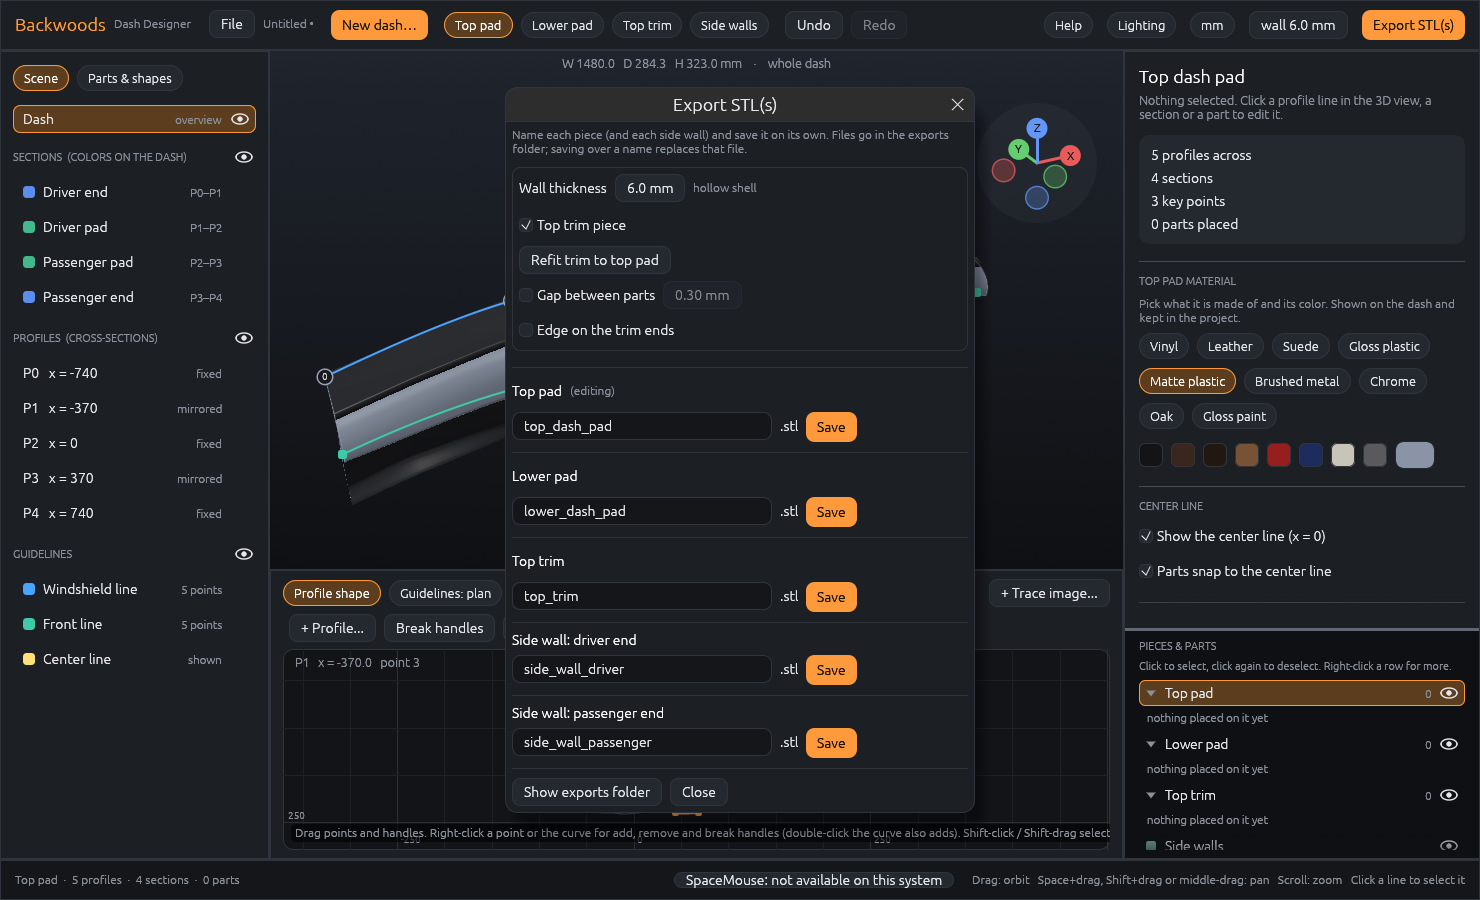 Backwoods Dash Designer File Untitled • New dash... Top pad Lower pad Top trim Side walls Undo Redo Help Lighting mm wall 6.0 mm Export STL(s)
Scene Parts & shapes
Dash overview
SECTIONS (COLORS ON THE DASH)
Driver end P0–P1
Driver pad P1–P2
Passenger pad P2–P3
Passenger end P3–P4
PROFILES (CROSS-SECTIONS)
P0 x = -740 fixed
P1 x = -370 mirrored
P2 x = 0 fixed
P3 x = 370 mirrored
P4 x = 740 fixed
GUIDELINES
Windshield line 5 points
Front line 5 points
Center line shown
W 1480.0 D 284.3 H 323.0 mm · whole dash
0
Z
Y
X
Export STL(s)
Name each piece (and each side wall) and save it on its own. Files go in the exports
folder; saving over a name replaces that file.
Wall thickness 6.0 mm hollow shell
Top trim piece
Refit trim to top pad
Gap between parts 0.30 mm
Edge on the trim ends
Top pad (editing)
top_dash_pad .stl Save
Lower pad
lower_dash_pad .stl Save
Top trim
top_trim .stl Save
Side wall: driver end
side_wall_driver .stl Save
Side wall: passenger end
side_wall_passenger .stl Save
Show exports folder Close
Profile shape Guidelines: plan + Trace image...
+ Profile... Break handles
P1 x = -370.0 point 3
250
Drag points and handles. Right-click a point or the curve for add, remove and break handles (double-click the curve also adds). Shift-click / Shift-drag select
-250 0 250
Top dash pad
Nothing selected. Click a profile line in the 3D view, a
section or a part to edit it.
5 profiles across
4 sections
3 key points
0 parts placed
TOP PAD MATERIAL
Pick what it is made of and its color. Shown on the dash and
kept in the project.
Vinyl Leather Suede Gloss plastic
Matte plastic Brushed metal Chrome
Oak Gloss paint
CENTER LINE
Show the center line (x = 0)
Parts snap to the center line
PIECES & PARTS
Click to select, click again to deselect. Right-click a row for more.
Top pad 0
nothing placed on it yet
Lower pad 0
nothing placed on it yet
Top trim 0
nothing placed on it yet
Side walls
Top pad · 5 profiles · 4 sections · 0 parts
SpaceMouse: not available on this system
Drag: orbit Space+drag, Shift+drag or middle-drag: pan Scroll: zoom Click a line to select it